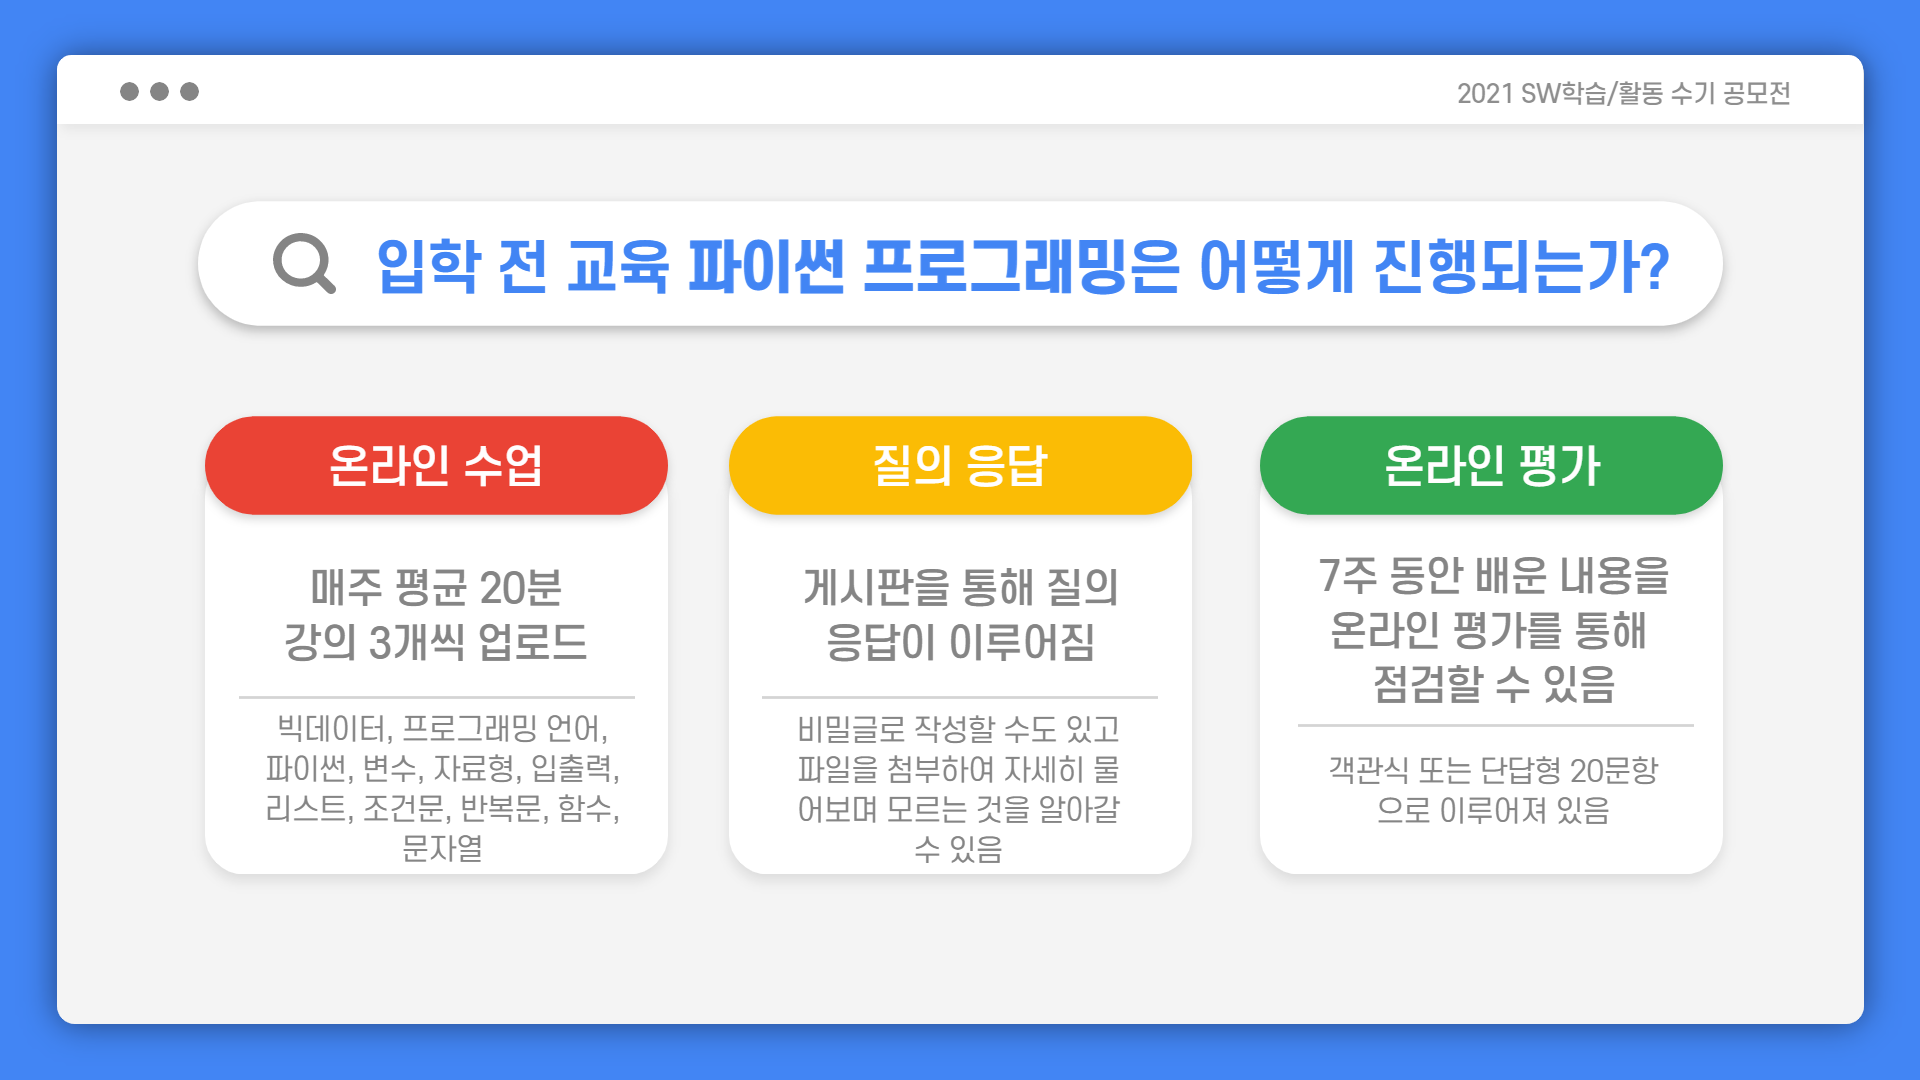 2021 SW학습/활동 수기 공모전
입학 전 교육 파이썬 프로그래밍은 어떻게 진행되는가?
온라인 수업
매주 평균 20분
강의 3개씩 업로드
빅데이터, 프로그래밍 언어,
파이썬, 변수, 자료형, 입출력,
리스트, 조건문, 반복문, 함수,
문자열
질의 응답
게시판을 통해 질의
응답이 이루어짐
비밀글로 작성할 수도 있고
파일을 첨부하여 자세히 물
어보며 모르는 것을 알아갈
수 있음
온라인 평가
7주 동안 배운 내용을
온라인 평가를 통해
점검할 수 있음
객관식 또는 단답형 20문항
으로 이루어져 있음